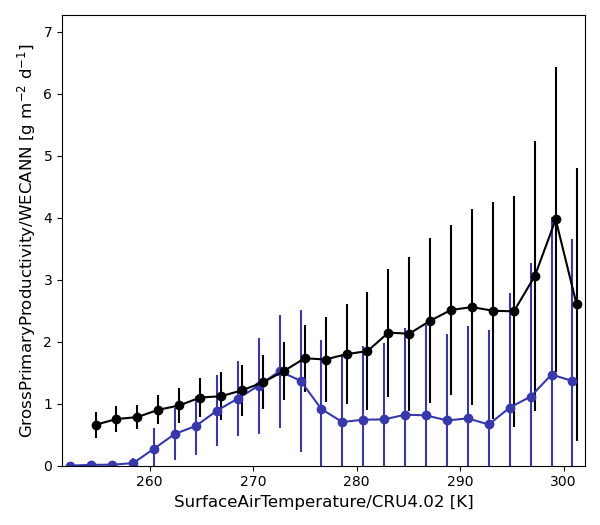 GrossPrimaryProductivity/WECANN [g m⁻² d⁻¹]
7
6
5
4
3
2
1
0
260 270 280 290 300
SurfaceAirTemperature/CRU4.02 [K]